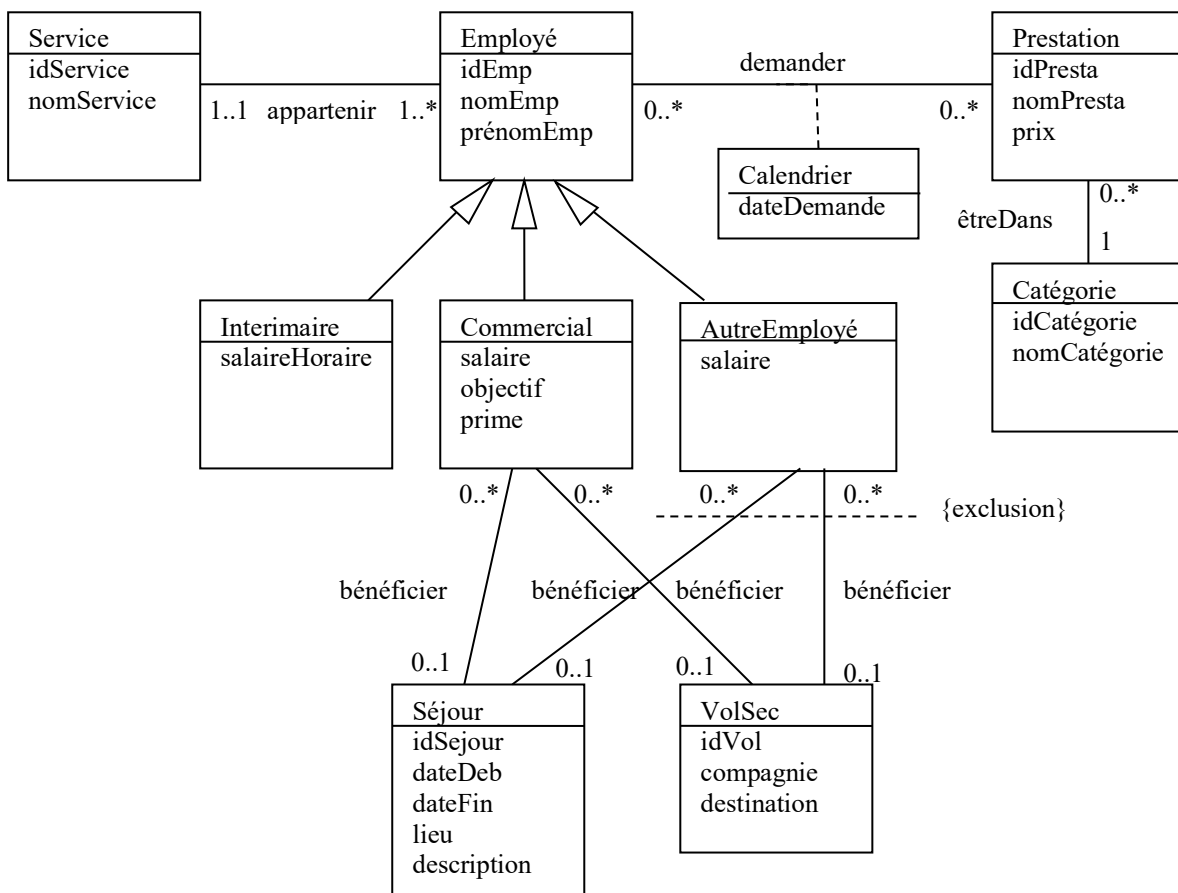 Service
idService
nomService
1..1 appartenir 1..*
Employé
idEmp
nomEmp
prénomEmp
demander
0..*
0..*
Prestation
idPresta
nomPresta
prix
Calendrier
dateDemande
0..*
êtreDans
1
Catégorie
idCatégorie
nomCatégorie
Interimaire
salaireHoraire
Commercial
salaire
objectif
prime
AutreEmployé
salaire
0..*
0..*
0..*
0..*
{exclusion}
bénéficier
bénéficier
bénéficier
bénéficier
0..1
0..1
0..1
0..1
Séjour
idSejour
dateDeb
dateFin
lieu
description
VolSec
idVol
compagnie
destination